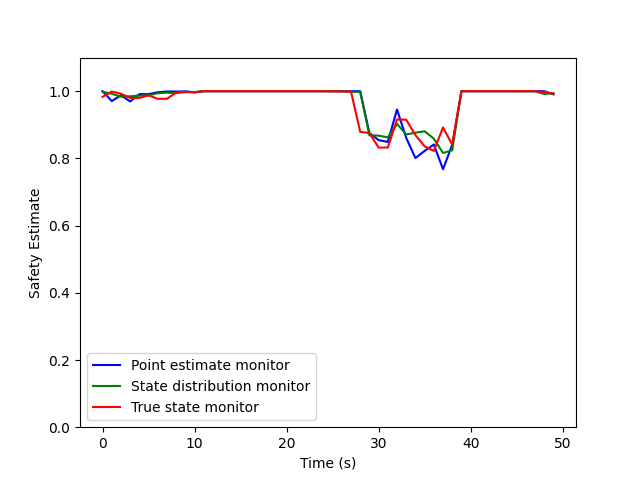 1.0
0.8
0.6
0.4
0.2
0.0
Safety Estimate
Point estimate monitor
State distribution monitor
True state monitor
0 10 20 30 40 50
Time (s)